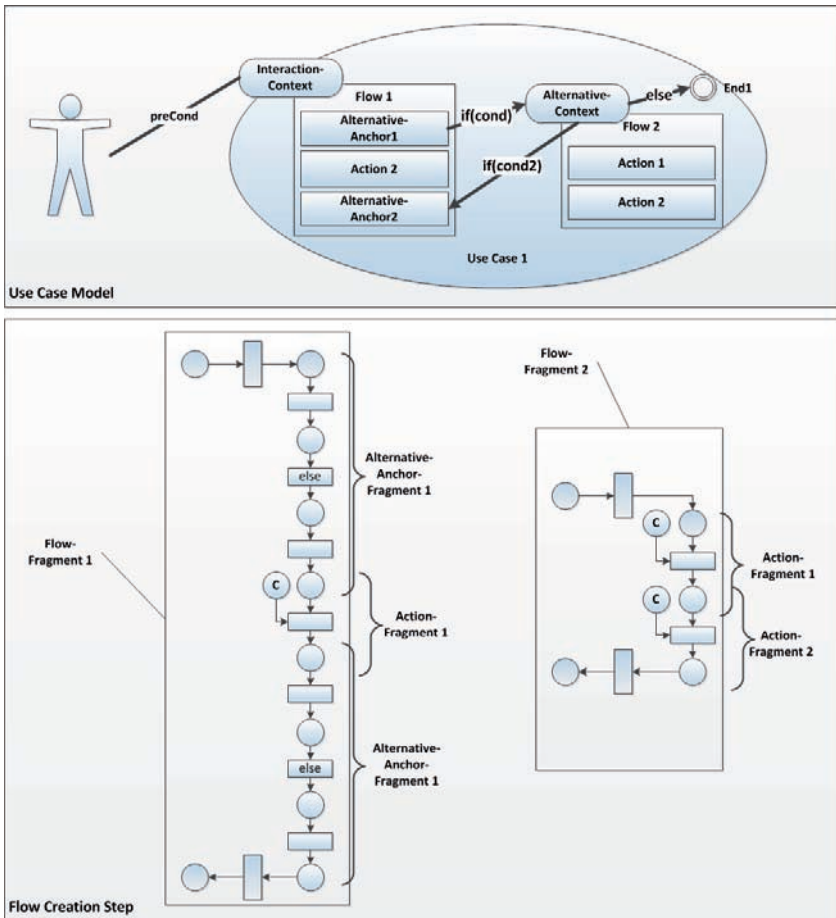 Interaction-
Context
preCond
Flow 1
Alternative-
Anchor1
Action 2
Alternative-
Anchor2
if(cond)
if(cond2)
Alternative-
Context
else
End1
Flow 2
Action 1
Action 2
Use Case 1
Use Case Model
Flow-
Fragment 1
else
C
else
Alternative-
Anchor-
Fragment 1
Action-
Fragment 1
Alternative-
Anchor-
Fragment 1
Flow-
Fragment 2
C
C
Action-
Fragment 1
Action-
Fragment 2
Flow Creation Step